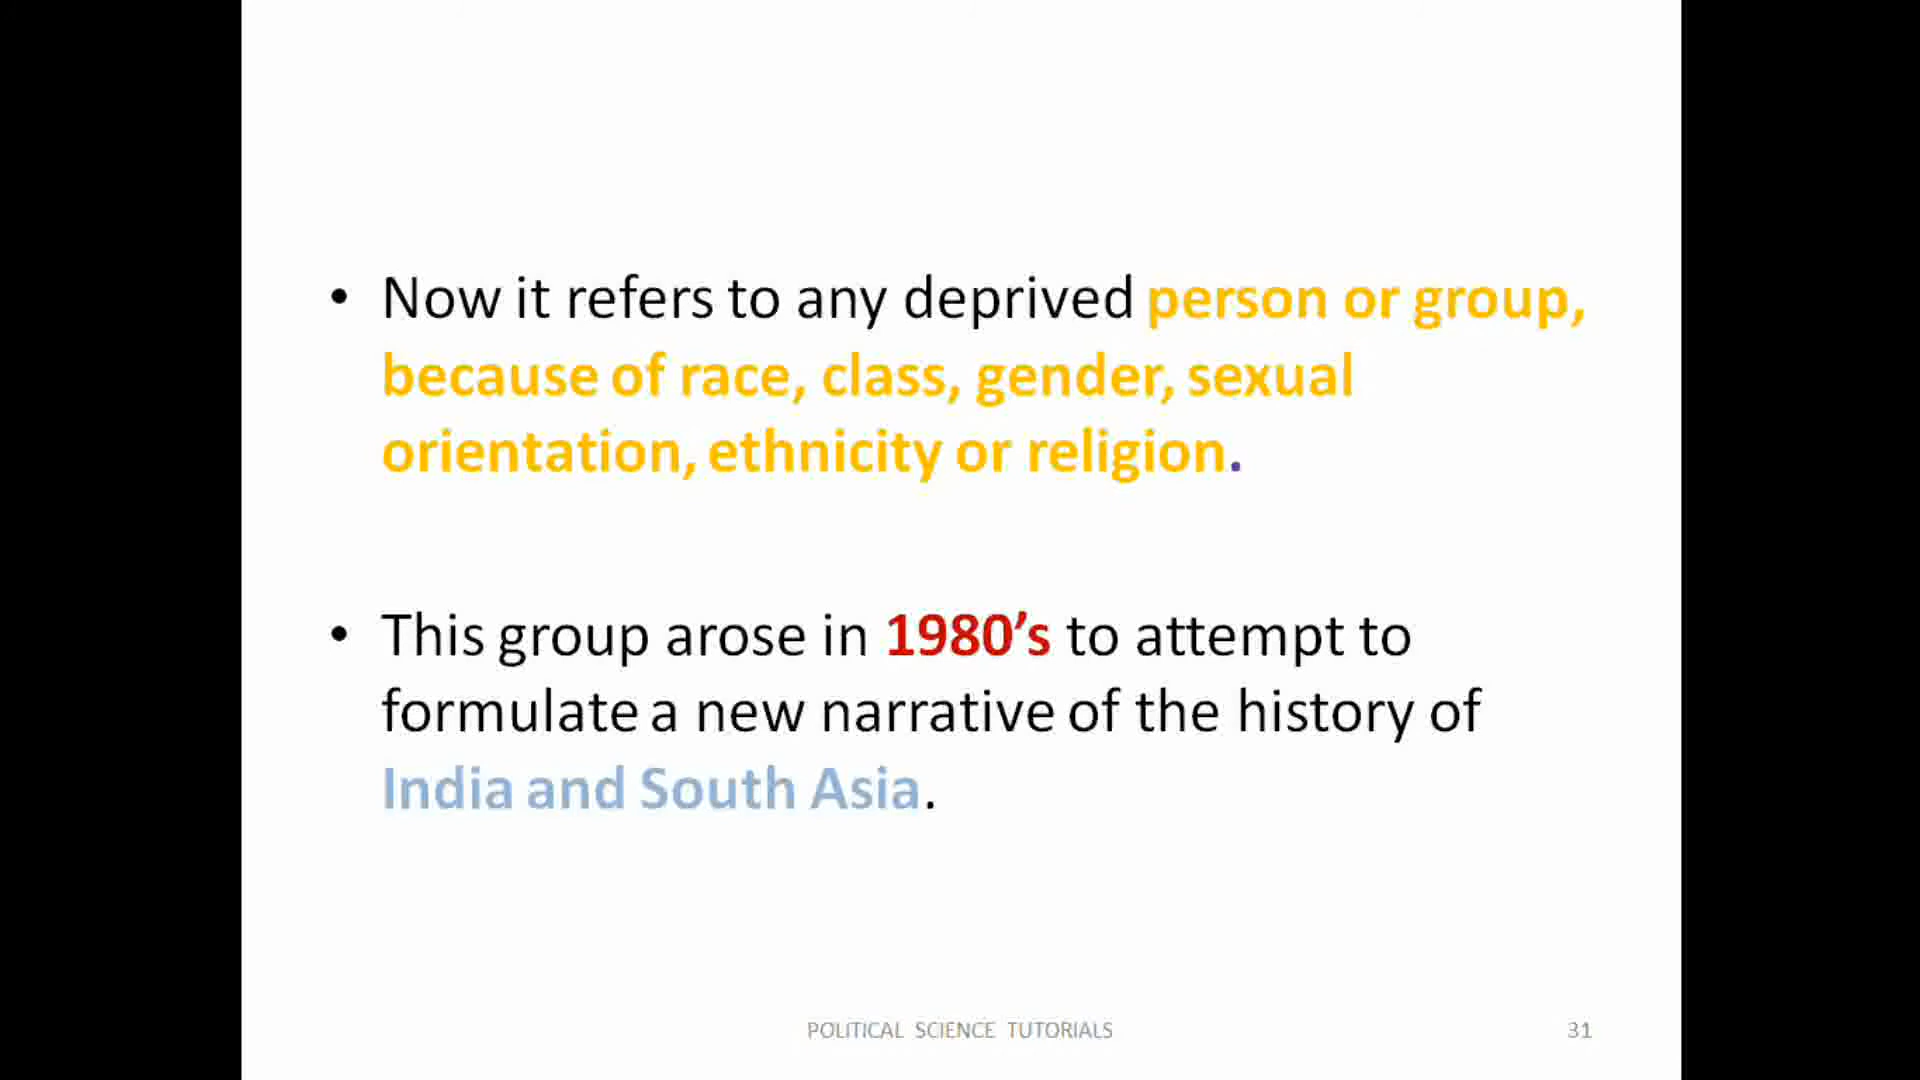 • Now it refers to any deprived person or group,
because of race, class, gender, sexual
orientation, ethnicity or religion.
• This group arose in 1980’s to attempt to
formulate a new narrative of the history of
India and South Asia.
POLITICAL SCIENCE TUTORIALS
31